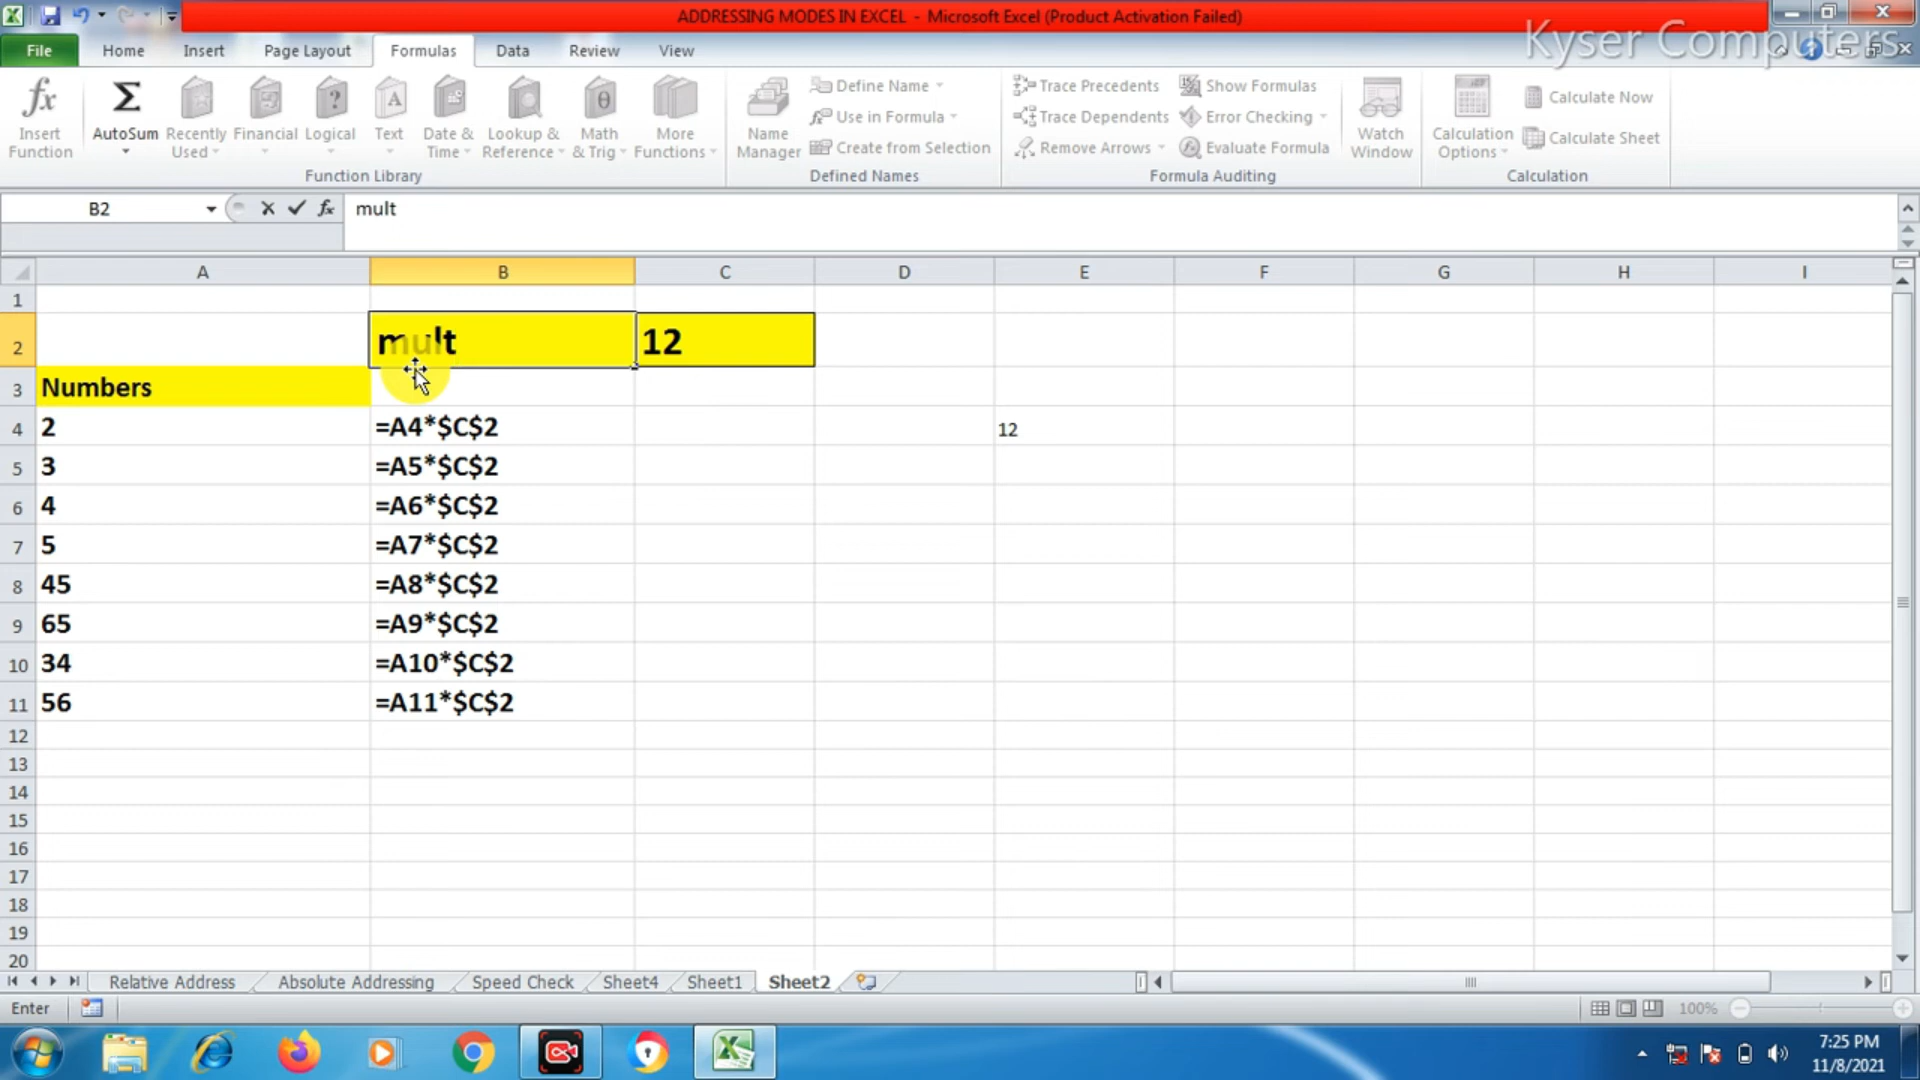 ADDRESSING MODES IN EXCEL - Microsoft Excel (Product Activation Failed)
Kyser Computers
File Home Insert Page Layout Formulas Data Review View
Insert Function
AutoSum
Recently Used
Financial
Logical
Text
Date & Time
Lookup & Reference
Math & Trig
More Functions
Function Library
Name Manager
Define Name
Use in Formula
Create from Selection
Defined Names
Trace Precedents
Trace Dependents
Remove Arrows
Show Formulas
Error Checking
Evaluate Formula
Formula Auditing
Watch Window
Calculation Options
Calculate Now
Calculate Sheet
Calculation
B2 fx mult
A B C D E F G H I
1
2 mult 12
3 Numbers
4 2 =A4*$C$2 12
5 3 =A5*$C$2
6 4 =A6*$C$2
7 5 =A7*$C$2
8 45 =A8*$C$2
9 65 =A9*$C$2
10 34 =A10*$C$2
11 56 =A11*$C$2
12
13
14
15
16
17
18
19
20
Relative Address Absolute Addressing Speed Check Sheet4 Sheet1 Sheet2
Enter 100%
7:25 PM
11/8/2021